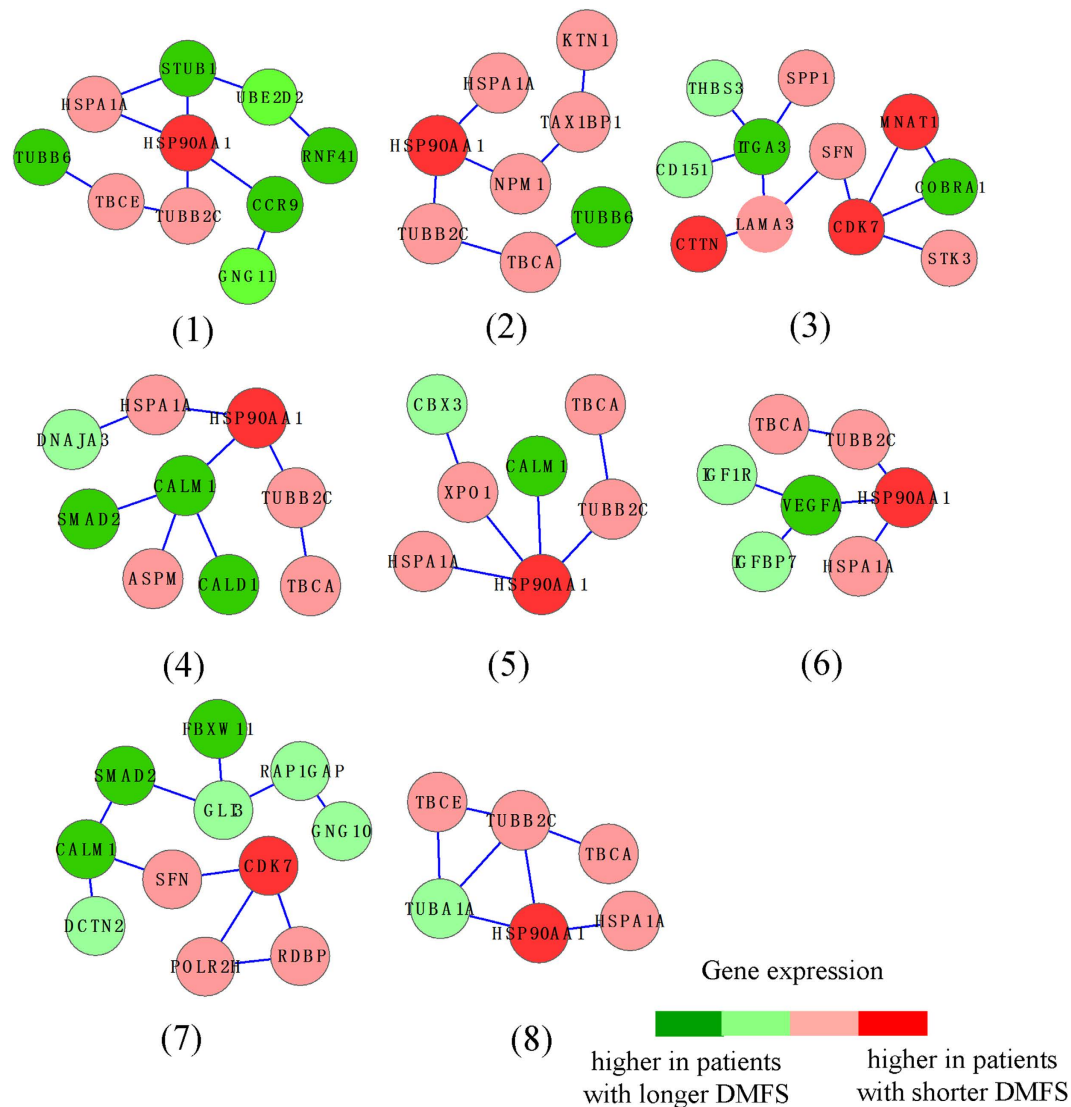 STUB1
HSPA1A
UBE2D2
HSP90AA1
TUBB6
RNF41
TBCE
TUBB2C
CCR9
GNG11
(1)
KTN1
HSPA1A
TAX1BP1
HSP90AA1
NPM1
TUBB6
TUBB2C
TBCA
(2)
SPP1
THBS3
MNAT1
ITGA3
SFN
CD151
COBRA1
LAMA3
CDK7
CTTN
STK3
(3)
HSPA1A
HSP90AA1
DNAJA3
CALM1
TUBB2C
SMAD2
ASPM
CALD1
TBCA
(4)
CBX3
TBCA
CALM1
XPO1
TUBB2C
HSPA1A
HSP90AA1
(5)
TBCA
TUBB2C
IGF1R
VEGFA
HSP90AA1
IGFBP7
HSPA1A
(6)
FBXW11
SMAD2
RAP1GAP
GLI3
GNG10
CALM1
SFN
CDK7
DCTN2
POLR2H
RDBP
(7)
TBCE
TUBB2C
TBCA
TUBA1A
HSP90AA1
HSPA1A
(8)
Gene expression
higher in patients
with longer DMFS
higher in patients
with shorter DMFS